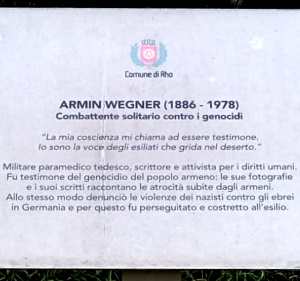 Comune di Rho
ARMIN WEGNER (1886 - 1978)
Combattente solitario contro i genocidi
"La mia coscienza mi chiama ad essere testimone.
Io sono la voce degli esiliati che grida nel deserto."
Militare paramedico tedesco, scrittore e attivista per i diritti umani.
Fu testimone del genocidio del popolo armeno: le sue fotografie
e i suoi scritti raccontano le atrocità subite dagli armeni.
Allo stesso modo denunciò le violenze dei nazisti contro gli ebrei
in Germania e per questo fu perseguitato e costretto all'esilio.